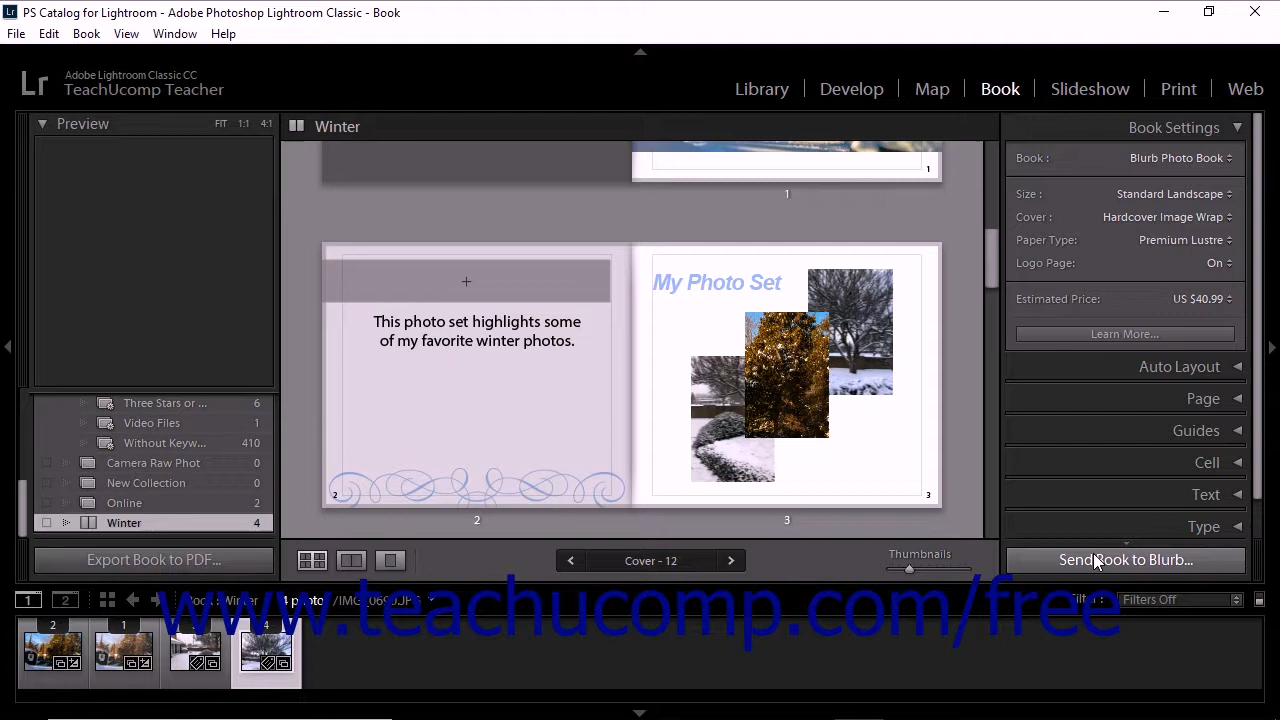 PS Catalog for Lightroom - Adobe Photoshop Lightroom Classic - Book
File Edit Book View Window Help
Lr
Adobe Lightroom Classic CC
TeachUcomp Teacher
Library | Develop | Map | Book | Slideshow | Print | Web
Preview FIT 1:1 4:1
Winter
Book Settings
Book : Blurb Photo Book
Size : Standard Landscape
Cover : Hardcover Image Wrap
Paper Type: Premium Lustre
Logo Page: On
Estimated Price: US $40.99
Learn More...
Auto Layout
Page
Guides
Cell
Text
Type
Send Book to Blurb...
1
1
My Photo Set
This photo set highlights some
of my favorite winter photos.
2
3
2
3
Three Stars or ... 6
Video Files 1
Without Keyw... 410
Camera Raw Phot 0
New Collection 0
Online 2
Winter 4
Export Book to PDF...
Cover - 12
Thumbnails
1 2
Book : Winter
4 photo
Filter : Filters Off
www.teachucomp.com/free
2 1 4